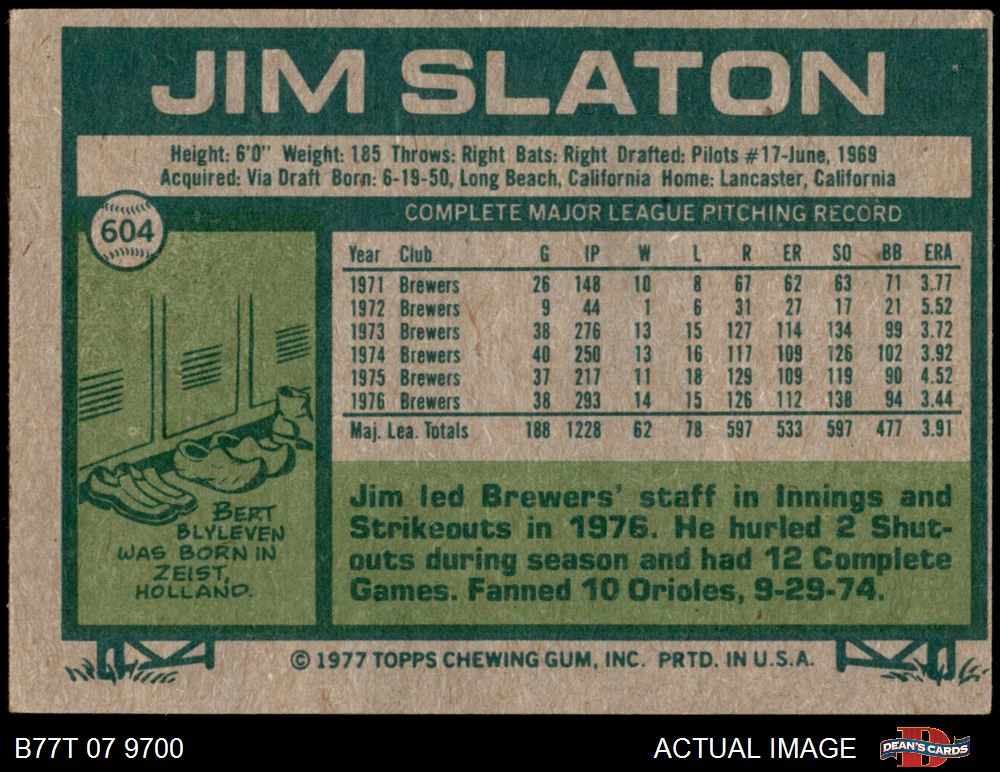 JIM SLATON
Height: 6'0" Weight: 185 Throws: Right Bats: Right Drafted: Pilots #17-June, 1969
Acquired: Via Draft Born: 6-19-50, Long Beach, California Home: Lancaster, California
604
COMPLETE MAJOR LEAGUE PITCHING RECORD
Year Club G IP W L R ER SO BB ERA
1971 Brewers 26 148 10 8 67 62 63 71 3.77
1972 Brewers 9 44 1 6 31 27 17 21 5.52
1973 Brewers 38 276 13 15 127 114 134 99 3.72
1974 Brewers 40 250 13 16 117 109 126 102 3.92
1975 Brewers 37 217 11 18 129 109 119 90 4.52
1976 Brewers 38 293 14 15 126 112 138 94 3.44
Maj. Lea. Totals 188 1228 62 78 597 533 597 477 3.91
BERT
BLYLEVEN
WAS BORN IN
ZEIST,
HOLLAND.
Jim led Brewers' staff in Innings and
Strikeouts in 1976. He hurled 2 Shut-
outs during season and had 12 Complete
Games. Fanned 10 Orioles, 9-29-74.
© 1977 TOPPS CHEWING GUM, INC. PRTD. IN U.S.A.
B77T 07 9700
ACTUAL IMAGE
D
DEAN'S CARDS